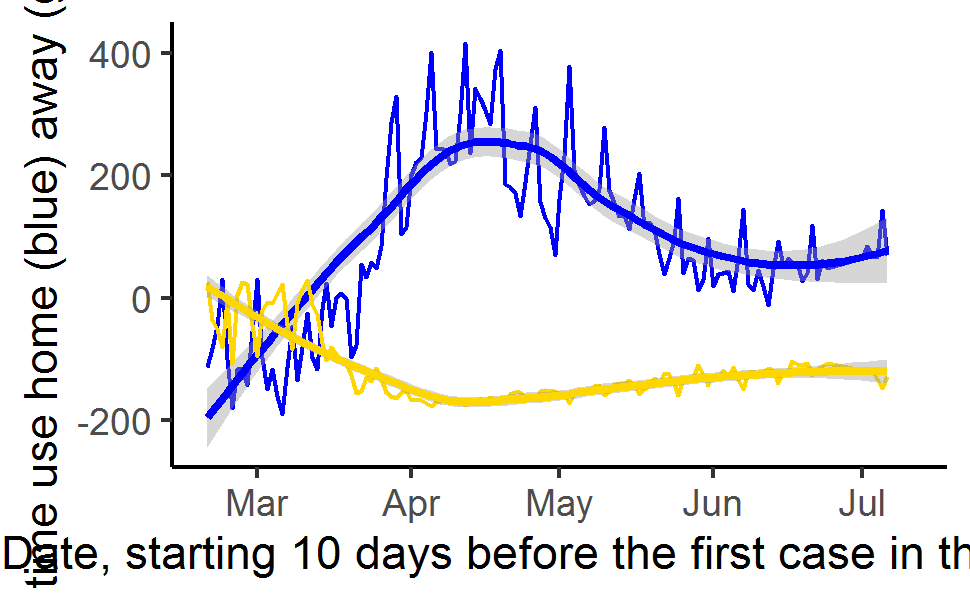 time use home (blue) away (
400
200
0
-200
Mar Apr May Jun Jul
Date, starting 10 days before the first case in th